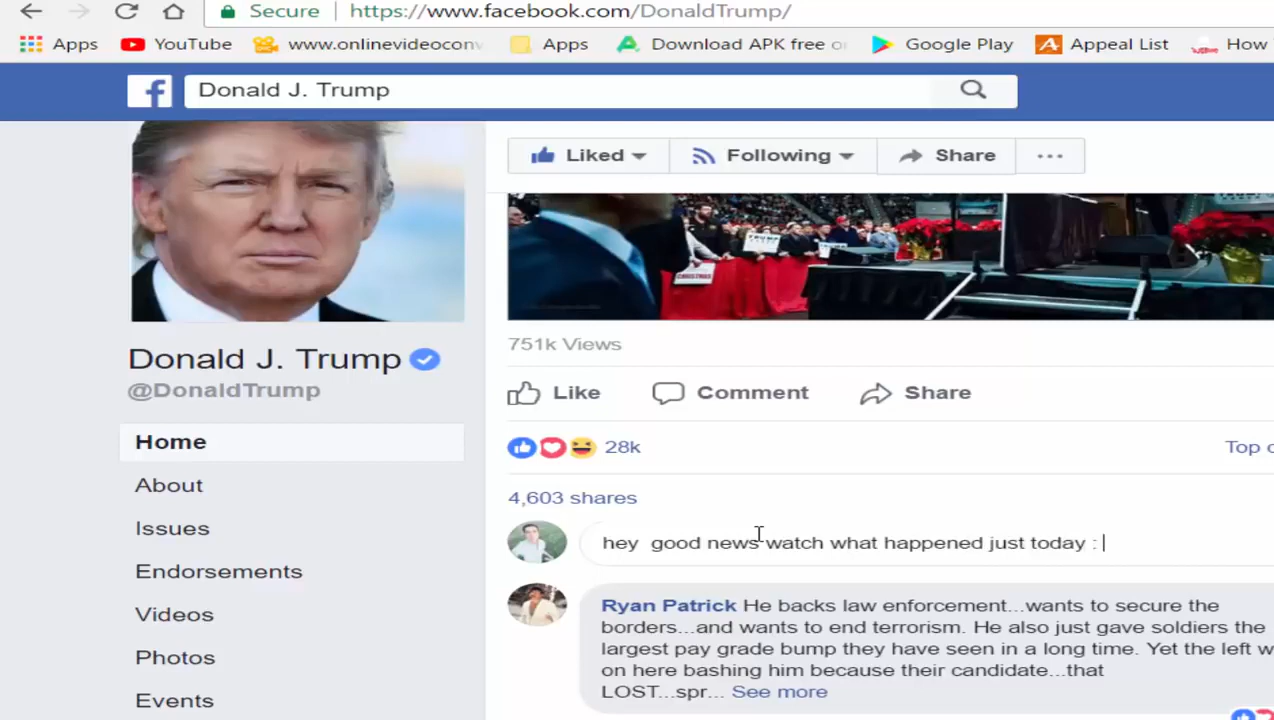 Secure https://www.facebook.com/DonaldTrump/
Apps YouTube www.onlinevideoconv Apps Download APK free o Google Play Appeal List How
Donald J. Trump
Liked Following Share
751k Views
Like Comment Share
28k Top c
4,603 shares
hey  good news watch what happened just today :
Ryan Patrick He backs law enforcement...wants to secure the
borders...and wants to end terrorism. He also just gave soldiers the
largest pay grade bump they have seen in a long time. Yet the left w
on here bashing him because their candidate...that
LOST...spr... See more
Donald J. Trump
@DonaldTrump
Home
About
Issues
Endorsements
Videos
Photos
Events